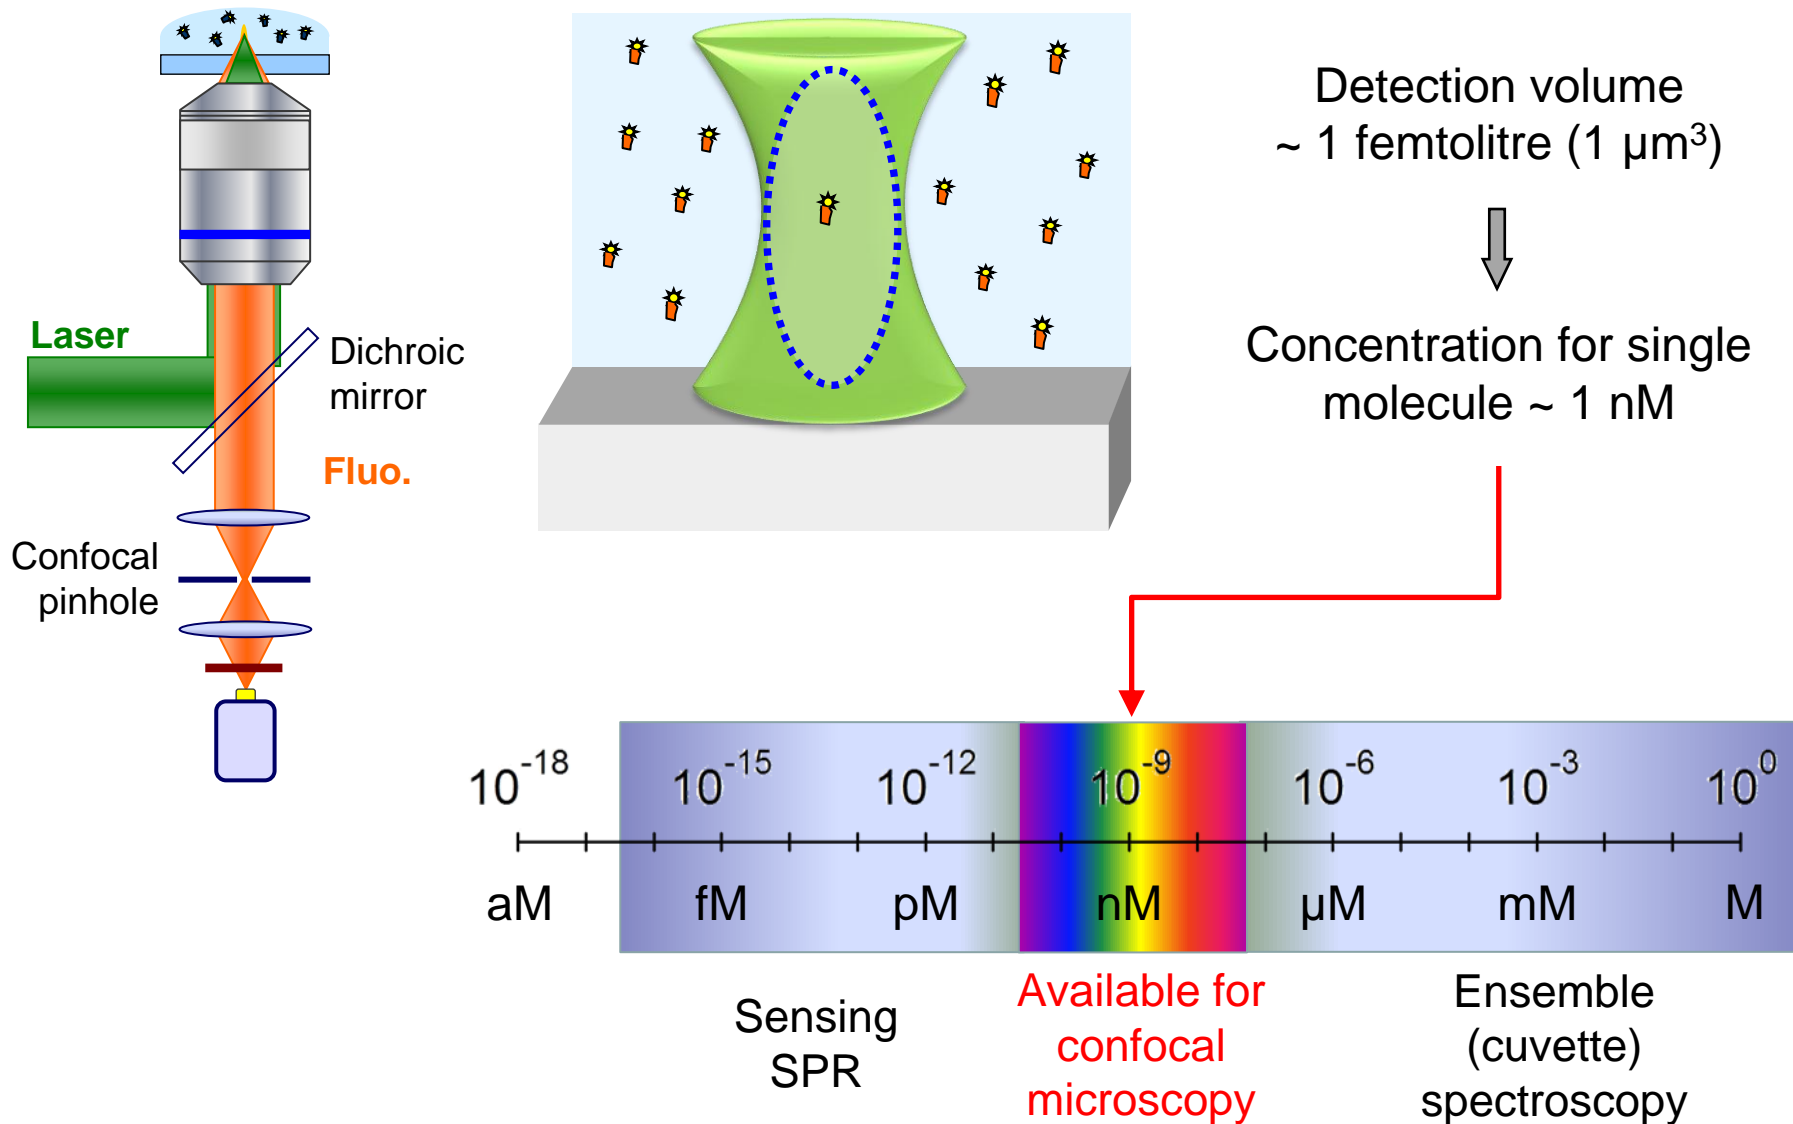 Laser
Dichroic
mirror
Fluo.
Confocal
pinhole
Detection volume
~ 1 femtolitre (1 µm³)
Concentration for single
molecule ~ 1 nM
10⁻¹⁸ 10⁻¹⁵ 10⁻¹² 10⁻⁹ 10⁻⁶ 10⁻³ 10⁰
aM fM pM nM µM mM M
Sensing
SPR
Available for
confocal
microscopy
Ensemble
(cuvette)
spectroscopy